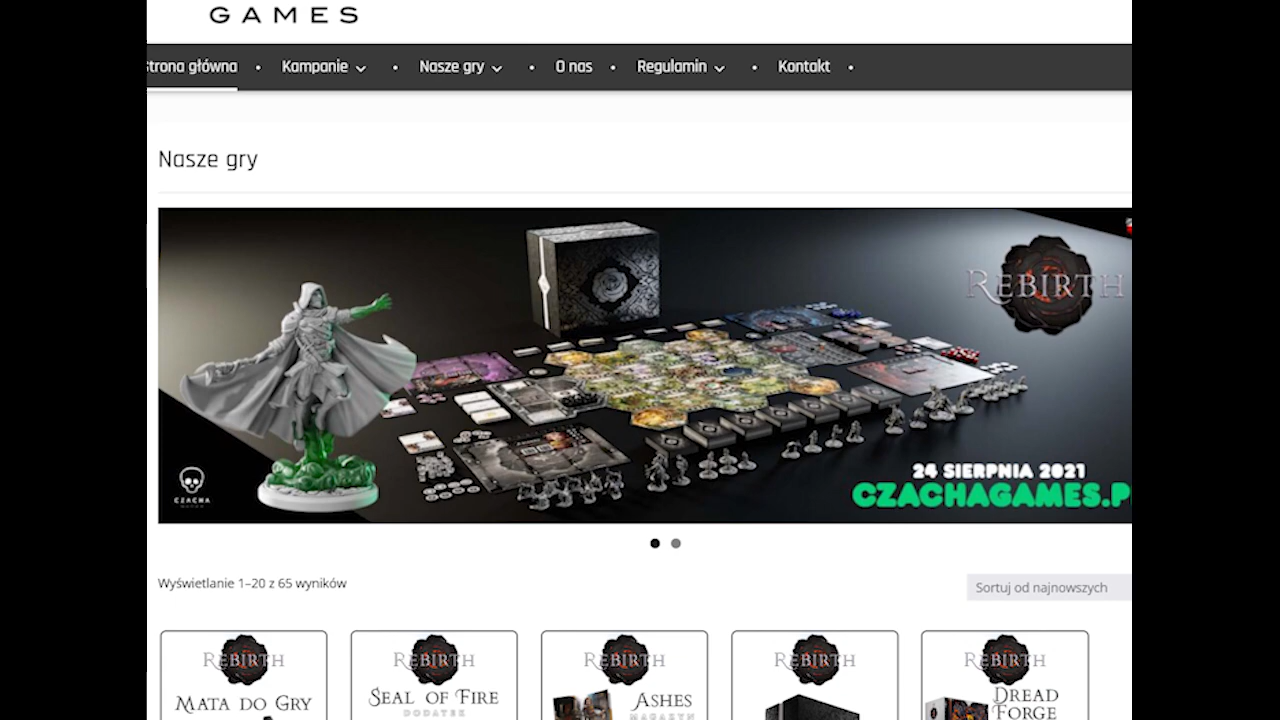 GAMES
Strona główna • Kampanie • Nasze gry • O nas • Regulamin • Kontakt •
Nasze gry
REBIRTH
CZACHA
24 SIERPNIA 2021
CZACHAGAMES.P
Wyświetlanie 1–20 z 65 wyników
Sortuj od najnowszych
REBIRTH REBIRTH REBIRTH REBIRTH REBIRTH
MATA DO GRY
SEAL OF FIRE
DODATEK
ASHES
MAGAZYN
DREAD
FORGE